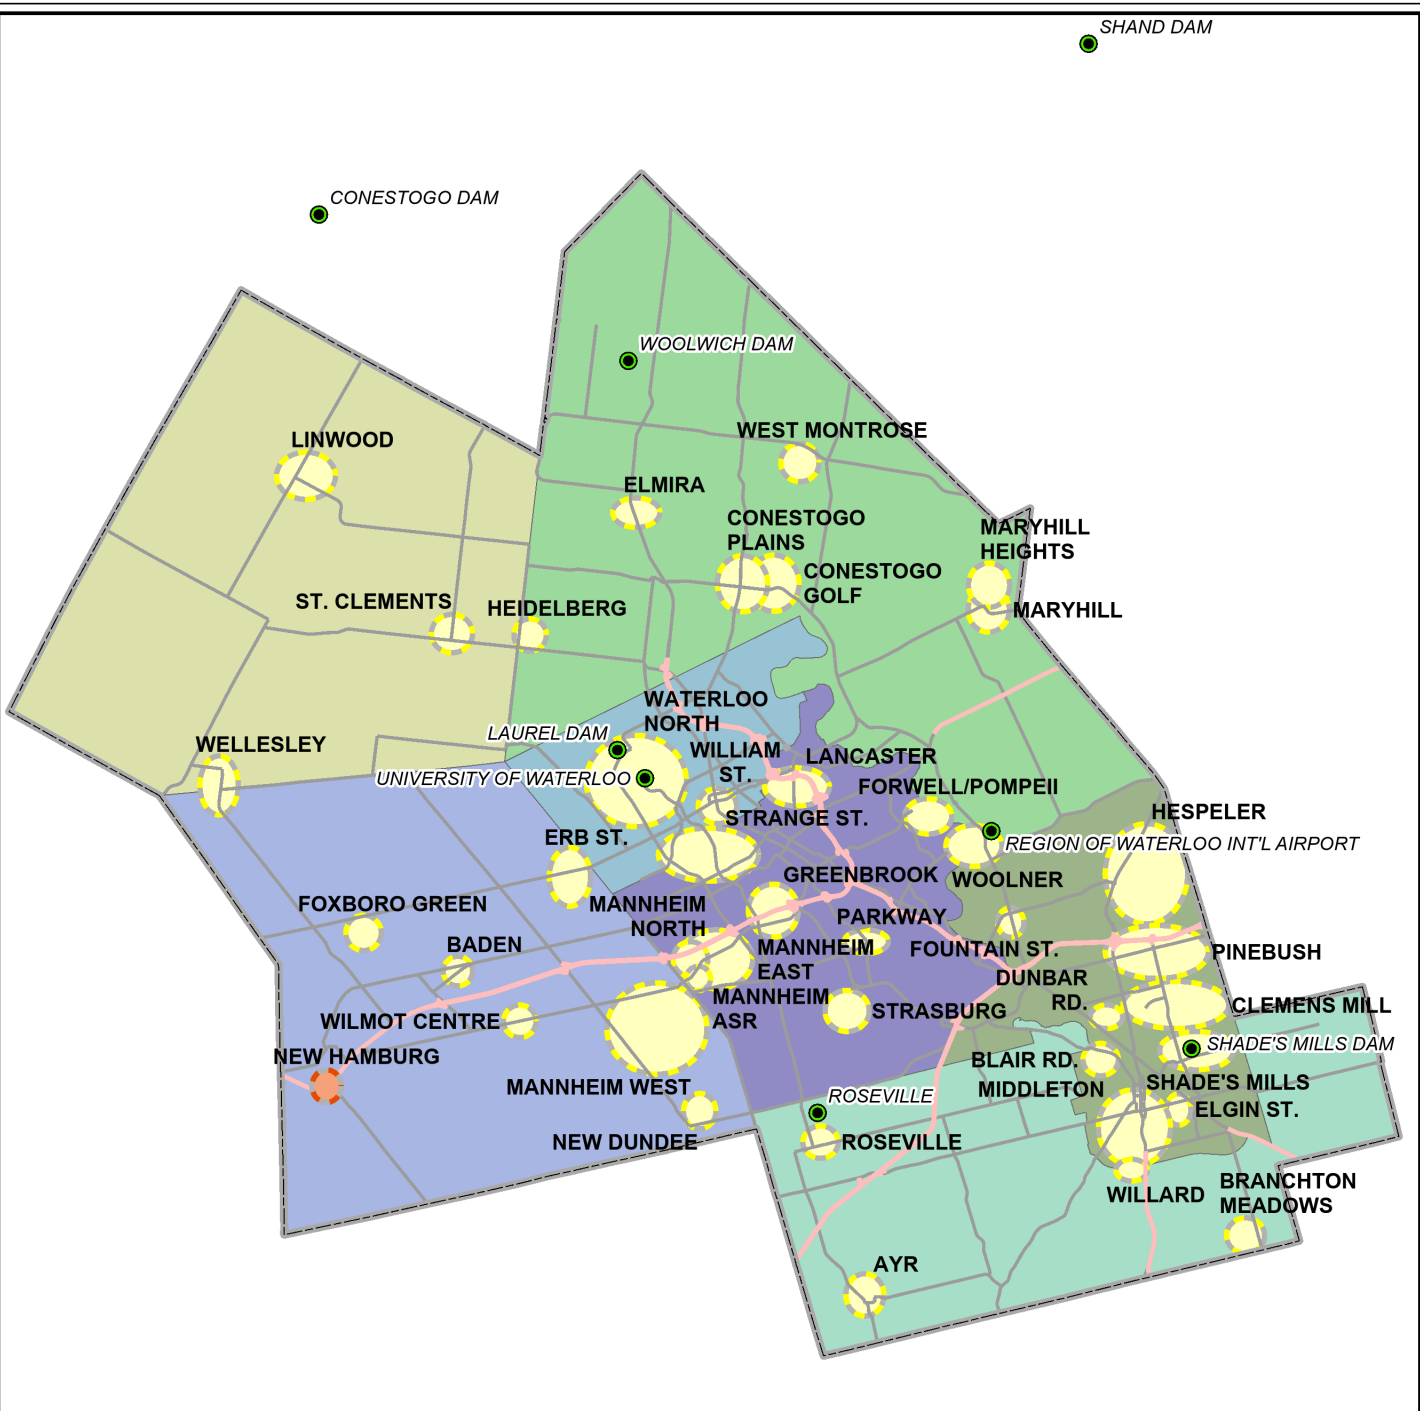 SHAND DAM
CONESTOGO DAM
WOOLWICH DAM
WEST MONTROSE
LINWOOD
ELMIRA
CONESTOGO
PLAINS
MARYHILL
HEIGHTS
CONESTOGO
GOLF
ST. CLEMENTS
HEIDELBERG
MARYHILL
WATERLOO
NORTH
LAUREL DAM
WELLESLEY
WILLIAM
ST.
LANCASTER
UNIVERSITY OF WATERLOO
FORWELL/POMPEII
HESPELER
STRANGE ST.
ERB ST.
REGION OF WATERLOO INT'L AIRPORT
GREENBROOK
WOOLNER
FOXBORO GREEN
MANNHEIM
NORTH
PARKWAY
BADEN
MANNHEIM
EAST
FOUNTAIN ST.
PINEBUSH
DUNBAR
RD.
MANNHEIM
ASR
CLEMENS MILL
STRASBURG
WILMOT CENTRE
SHADE'S MILLS DAM
NEW HAMBURG
BLAIR RD.
MANNHEIM WEST
MIDDLETON
SHADE'S MILLS
ROSEVILLE
ELGIN ST.
NEW DUNDEE
ROSEVILLE
WILLARD
BRANCHTON
MEADOWS
AYR